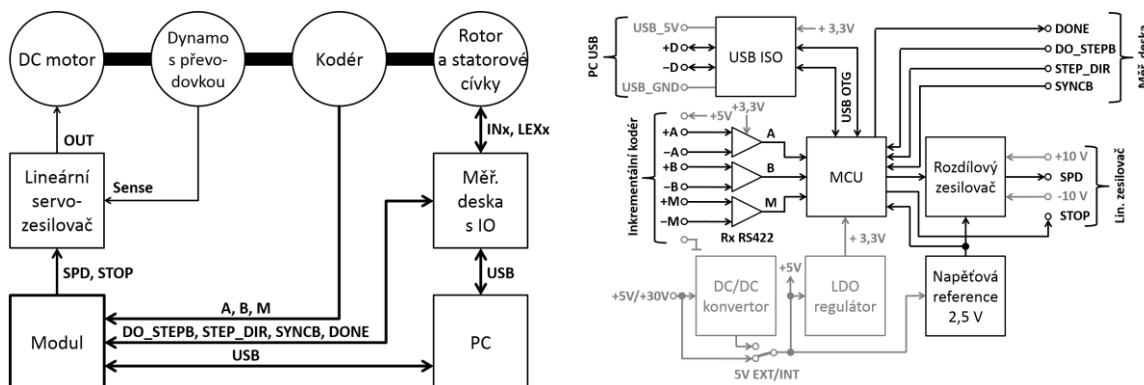 DC motor
Dynamo
s převo-
dovkou
Kodér
Rotor
a statorové
cívky
OUT
INx, LEXx
Lineární
servo-
zesilovač
Sense
Měř.
deska
s IO
SPD, STOP
USB
A, B, M
DO_STEPB, STEP_DIR, SYNCB, DONE
Modul
USB
PC
PC USB
USB_5V
+D
−D
USB_GND
USB ISO
+ 3,3V
USB OTG
DONE
DO_STEPB
STEP_DIR
SYNCB
Měř. deska
Inkrementální kodér
+5V
+3,3V
+A
−A
+B
−B
+M
−M
A
B
M
Rx RS422
MCU
Rozdílový
zesilovač
+10 V
SPD
-10 V
STOP
Lin. zesilovač
+ 3,3V
+5V/+30V
DC/DC
konvertor
+5V
LDO
regulátor
Napěťová
reference
2,5 V
5V EXT/INT